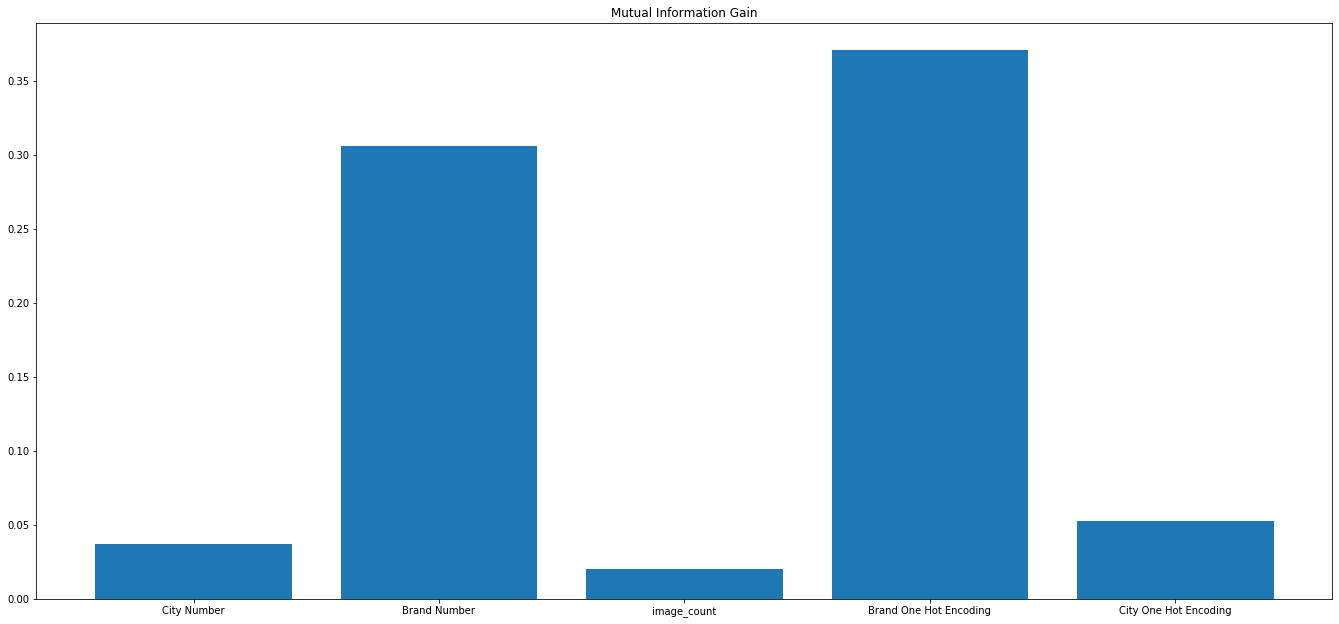 Mutual Information Gain
0.35
0.30
0.25
0.20
0.15
0.10
0.05
0.00
City Number
Brand Number
image_count
Brand One Hot Encoding
City One Hot Encoding